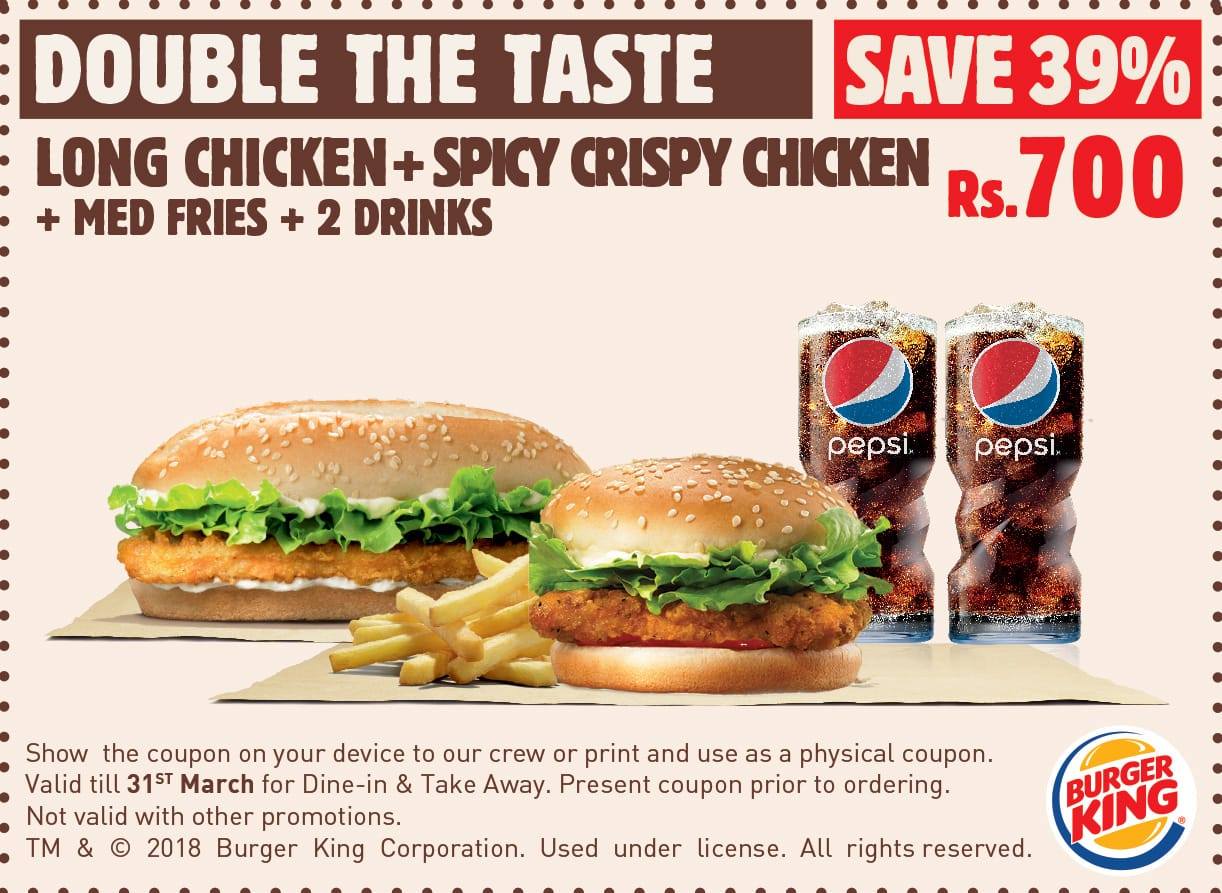 DOUBLE THE TASTE
SAVE 39%
LONG CHICKEN + SPICY CRISPY CHICKEN
+ MED FRIES + 2 DRINKS
Rs.700
pepsi
pepsi
Show the coupon on your device to our crew or print and use as a physical coupon.
Valid till 31ST March for Dine-in & Take Away. Present coupon prior to ordering.
Not valid with other promotions.
TM & © 2018 Burger King Corporation. Used under license. All rights reserved.
BURGER
KING®